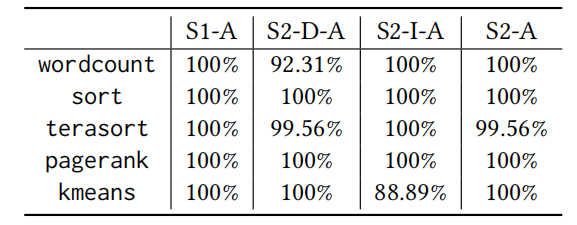 S1-A S2-D-A S2-I-A S2-A
wordcount 100% 92.31% 100% 100%
sort 100% 100% 100% 100%
terasort 100% 99.56% 100% 99.56%
pagerank 100% 100% 100% 100%
kmeans 100% 100% 88.89% 100%